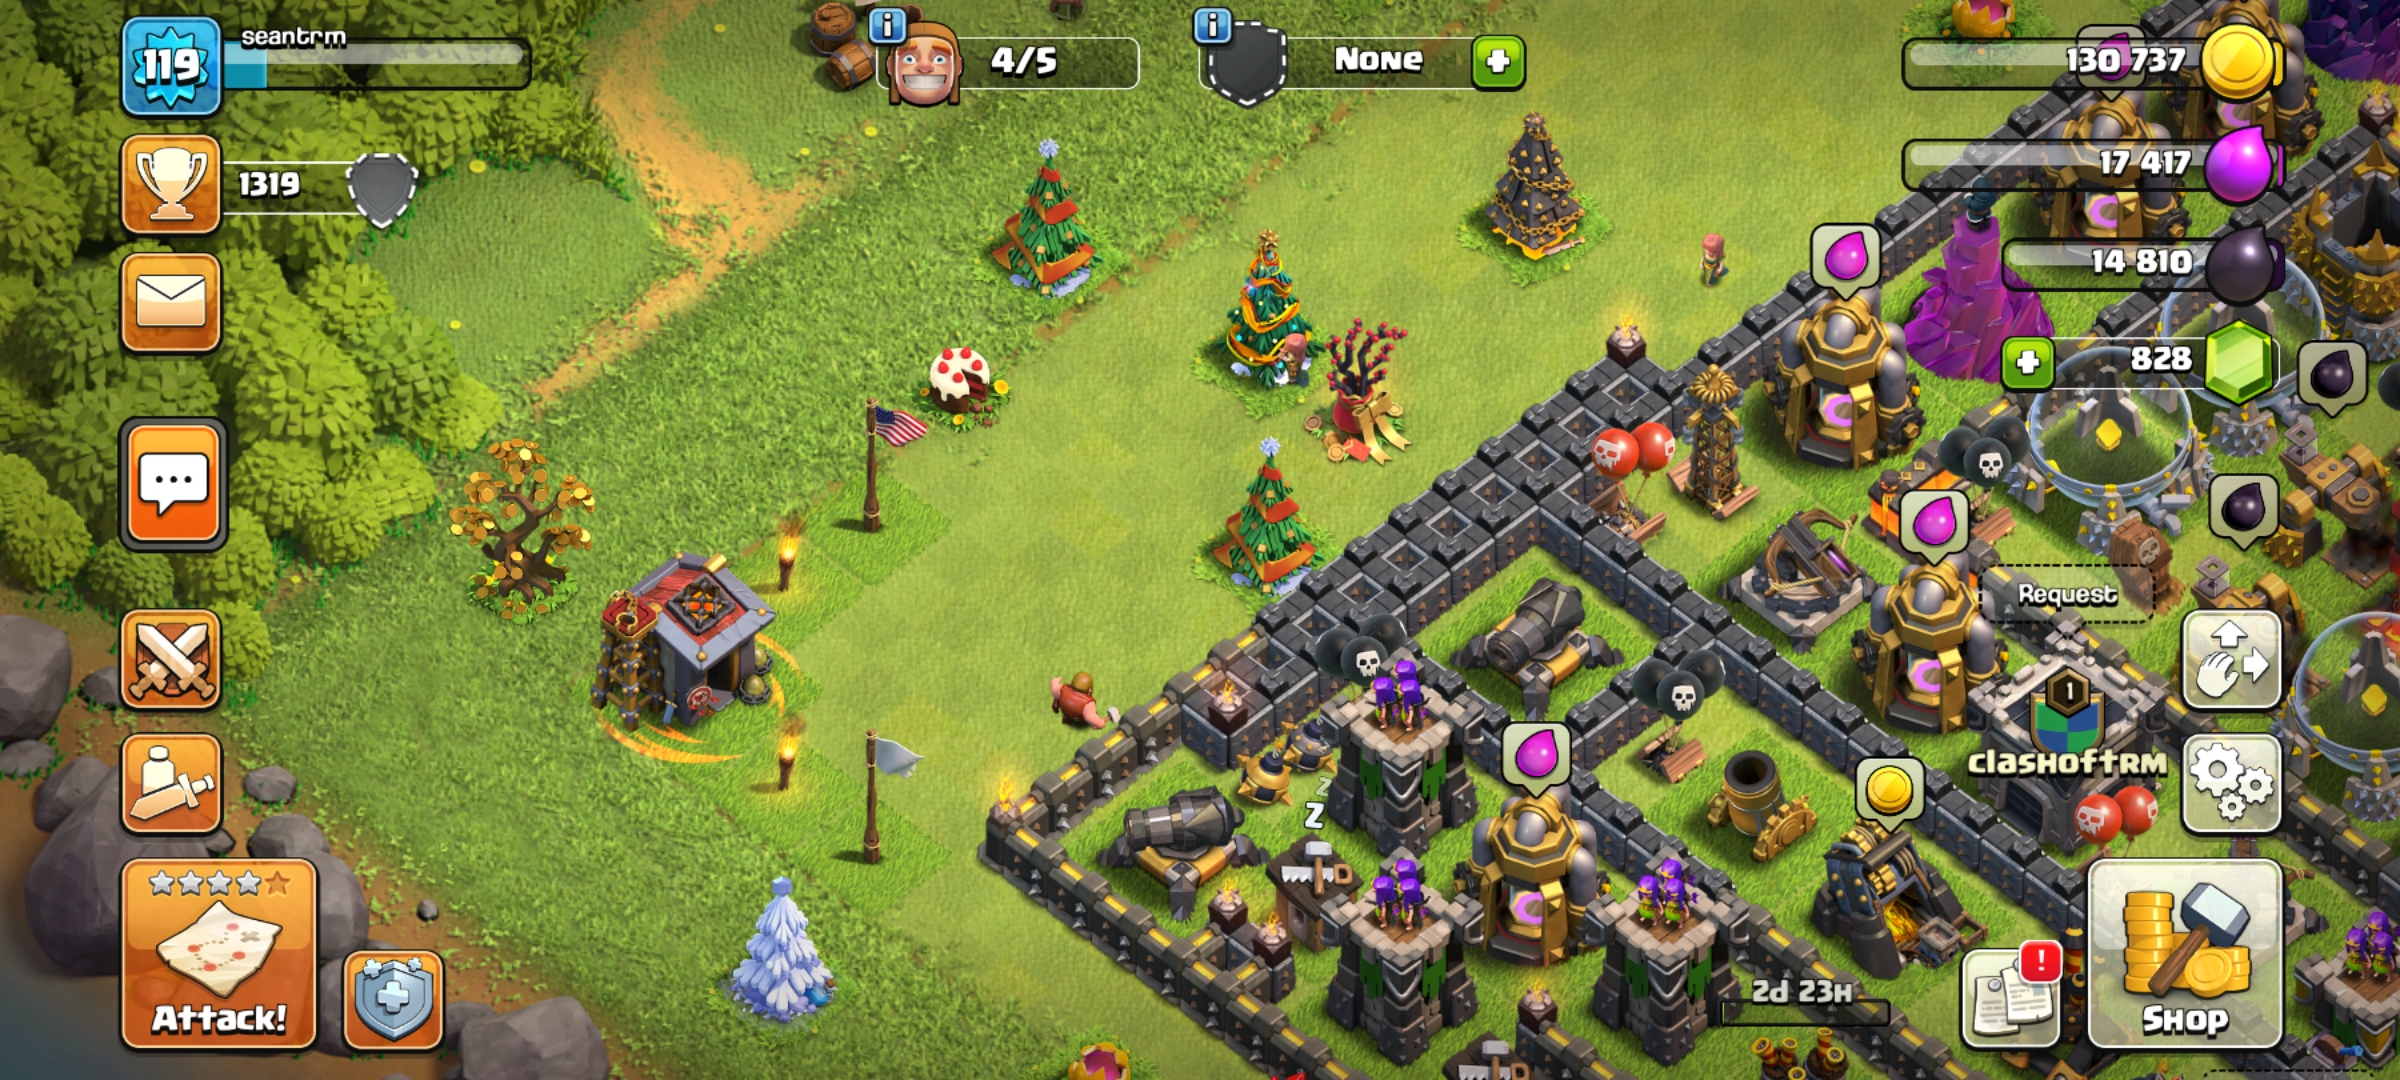 119
seantrm
4/5
None
130 737
1319
17 417
14 810
828
Request
1
clashofTRM
z
z
2d 23H
Attack!
!
Shop